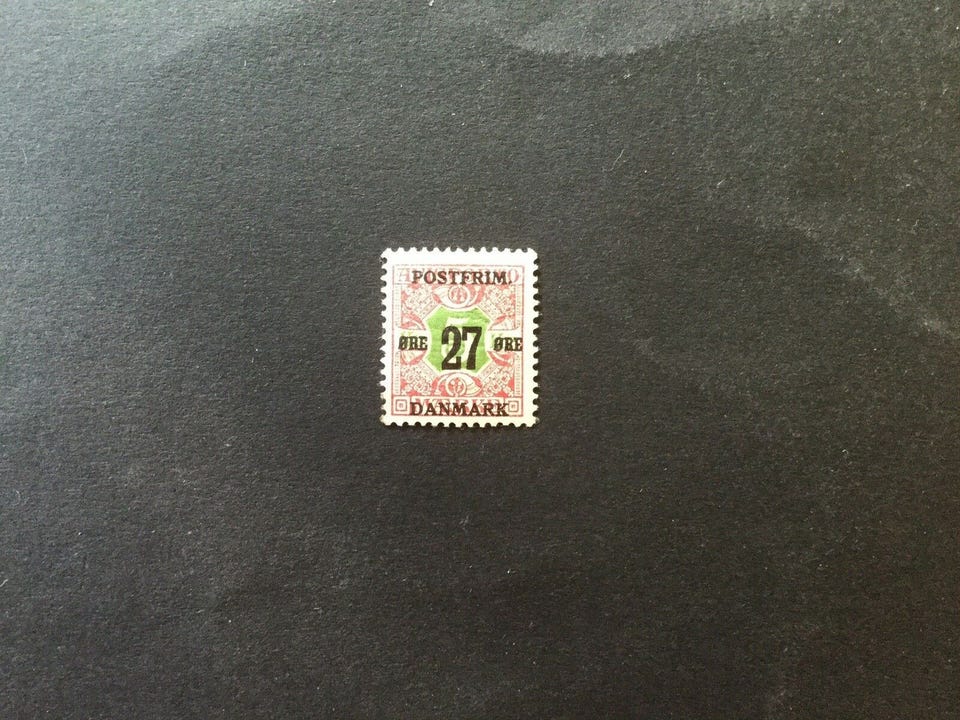 POSTFRIM.
ØRE 27 ØRE
DANMARK